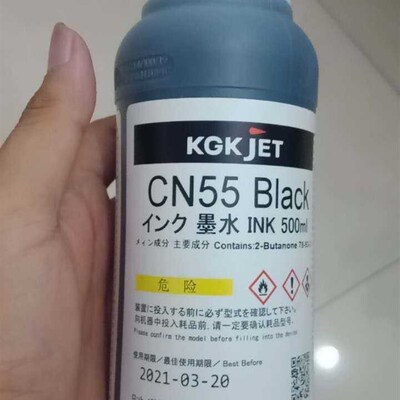 KGK JET
CN55 Black
インク 墨水 INK 500ml
メイン成分 主要成分 Contains:2-Butanone
危险
装置に投入する前に必ず型式を確認して下さい。
向机器中投入耗品前,请一定要确认耗品型号.
Please confirm the model before filling into the device.
使用期限/最佳使用期限/ Best Before
2021-03-20